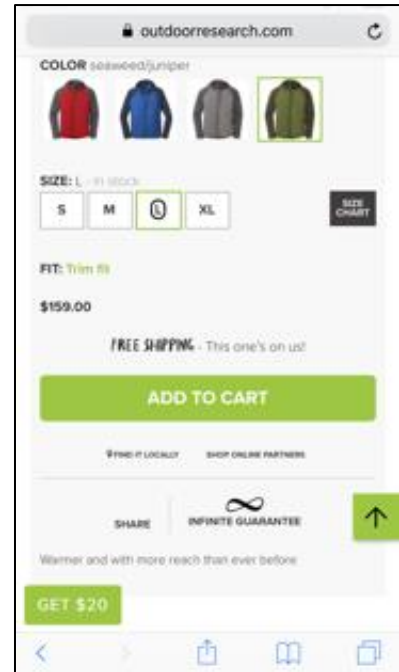 outdoorresearch.com
COLOR seaweed/juniper
SIZE: L - in stock
S M L XL
SIZE CHART
FIT: Trim fit
$159.00
FREE SHIPPING - This one's on us!
ADD TO CART
FIND IT LOCALLY SHOP ONLINE PARTNERS
SHARE INFINITE GUARANTEE
Warmer and with more reach than ever before
GET $20